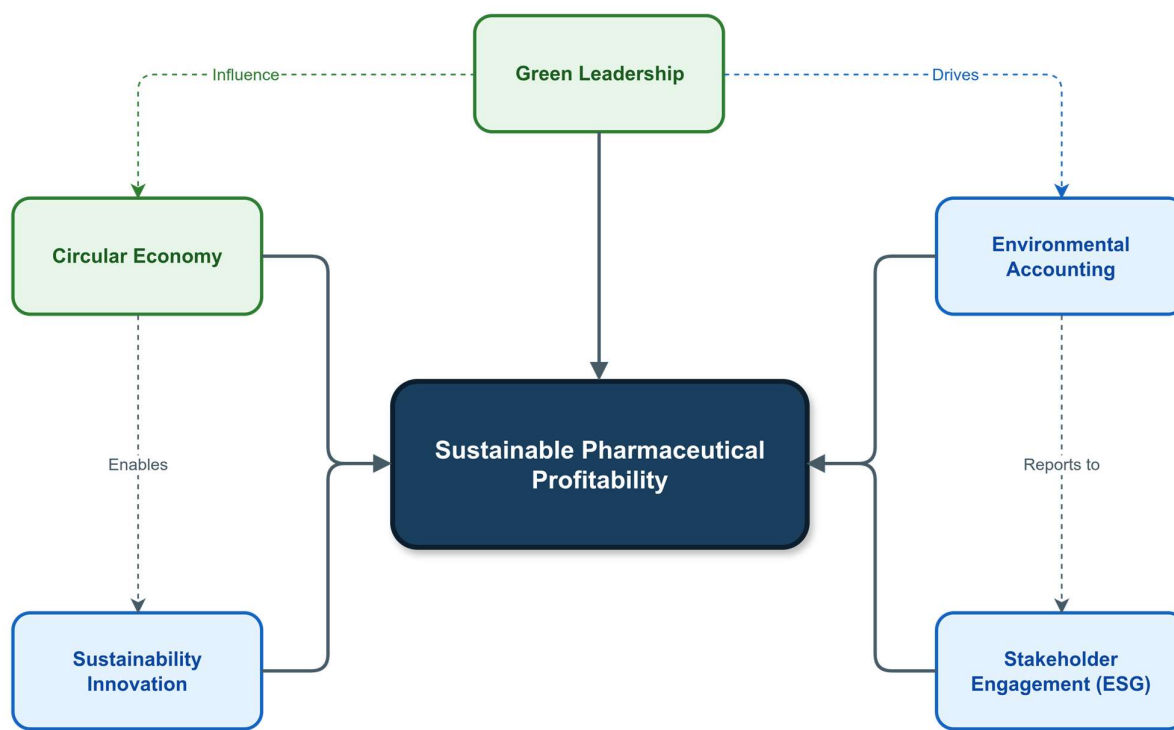 Green Leadership
Influence
Drives
Circular Economy
Environmental
Accounting
Sustainable Pharmaceutical
Profitability
Enables
Reports to
Sustainability
Innovation
Stakeholder
Engagement (ESG)